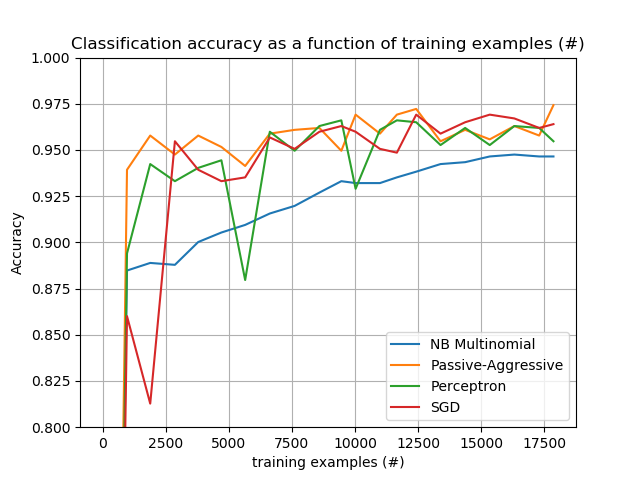 Classification accuracy as a function of training examples (#)
1.000
0.975
0.950
0.925
0.900
0.875
0.850
0.825
0.800
Accuracy
NB Multinomial
Passive-Aggressive
Perceptron
SGD
0 2500 5000 7500 10000 12500 15000 17500
training examples (#)